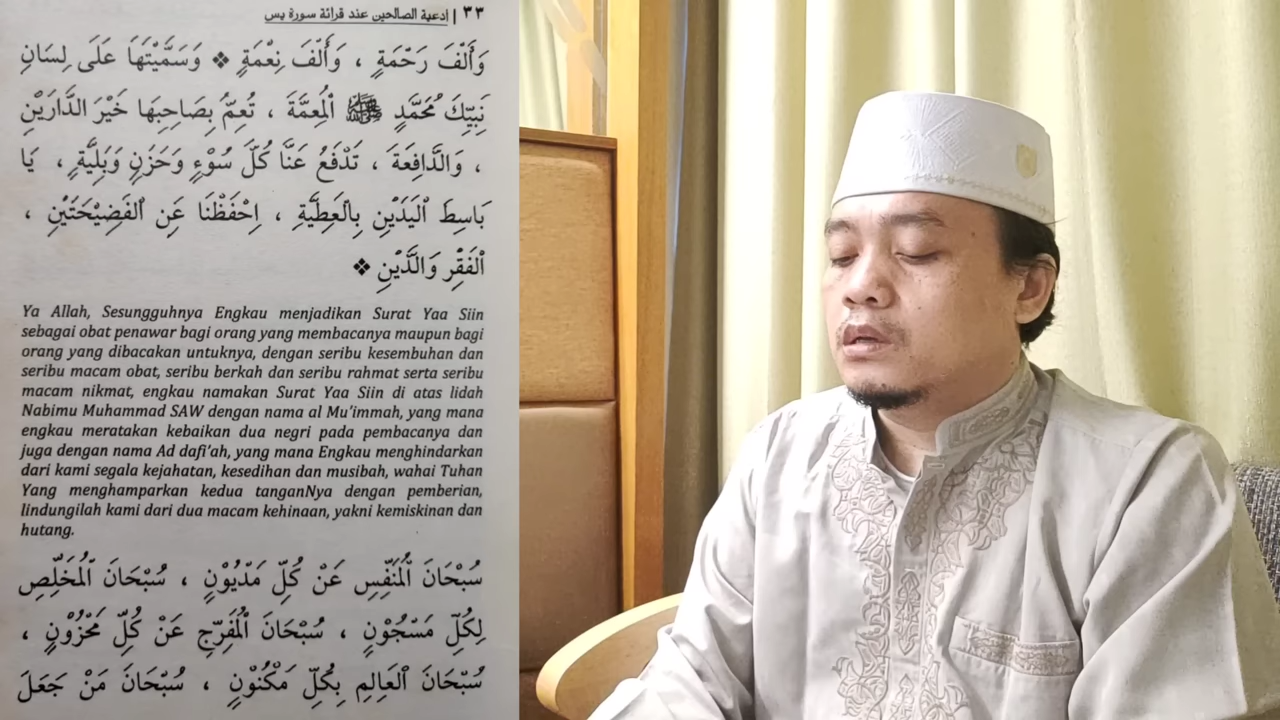 ٣٣ | إدعية الصالحين عند قرائة سورة يس
وَأَلْفَ رَحْمَةٍ ، وَأَلْفَ نِعْمَةٍ ❖ وَسَمَّيْتَهَا عَلَى لِسَانِ
نَبِيِّكَ مُحَمَّدٍ ﷺ اَلْمُعِمَّةَ ، تُعِمُّ بِصَاحِبِهَا خَيْرَ الدَّارَيْنِ
، وَالدَّافِعَةَ ، تَدْفَعُ عَنَّا كُلَّ سُوْءٍ وَحَزَنٍ وَبَلِيَّةٍ ، يَا
بَاسِطَ الْيَدَيْنِ بِالْعَطِيَّةِ ، اِحْفَظْنَا عَنِ الْفَضِيْحَتَيْنِ ،
اَلْفَقْرِ وَالدَّيْنِ ❖
Ya Allah, Sesungguhnya Engkau menjadikan Surat Yaa Siin
sebagai obat penawar bagi orang yang membacanya maupun bagi
orang yang dibacakan untuknya, dengan seribu kesembuhan dan
seribu macam obat, seribu berkah dan seribu rahmat serta seribu
macam nikmat, engkau namakan Surat Yaa Siin di atas lidah
Nabimu Muhammad SAW dengan nama al Mu'immah, yang mana
engkau meratakan kebaikan dua negri pada pembacanya dan
juga dengan nama Ad dafi'ah, yang mana Engkau menghindarkan
dari kami segala kejahatan, kesedihan dan musibah, wahai Tuhan
Yang menghamparkan kedua tanganNya dengan pemberian,
lindungilah kami dari dua macam kehinaan, yakni kemiskinan dan
hutang.
سُبْحَانَ الْمُنَفِّسِ عَنْ كُلِّ مَدْيُوْنٍ ، سُبْحَانَ الْمُخَلِّصِ
لِكُلِّ مَسْجُوْنٍ ، سُبْحَانَ الْمُفَرِّجِ عَنْ كُلِّ مَحْزُوْنٍ ،
سُبْحَانَ الْعَالِمِ بِكُلِّ مَكْنُوْنٍ ، سُبْحَانَ مَنْ جَعَلَ